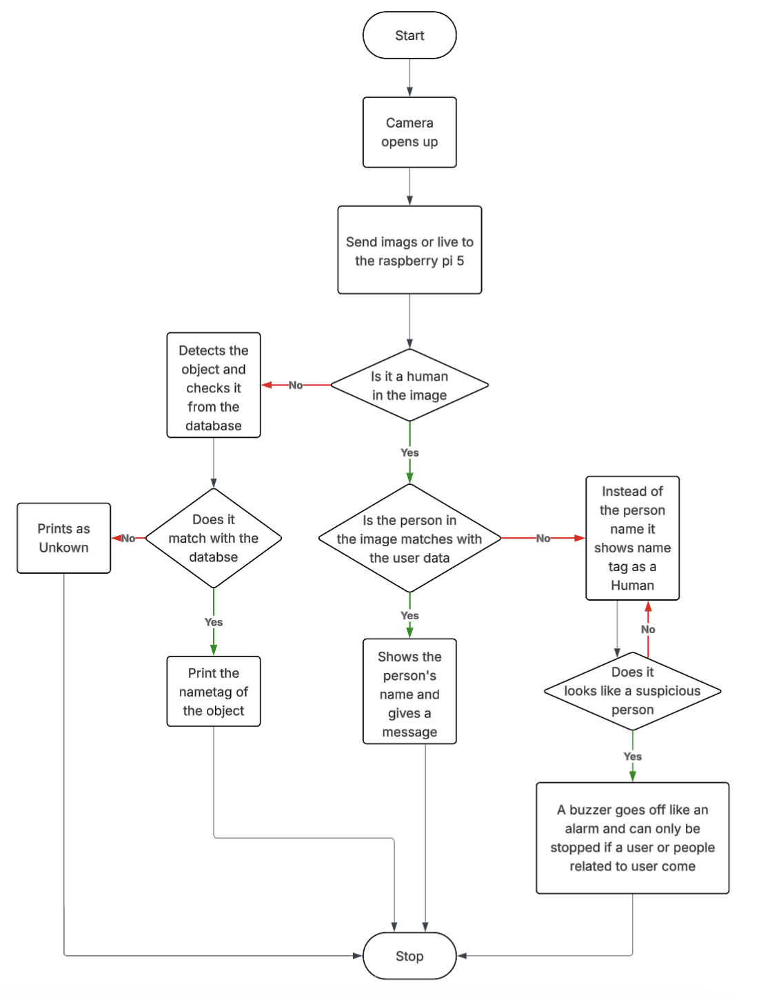 Start
Camera
opens up
Send imags or live to
the raspberry pi 5
Is it a human
in the image
No
Detects the
object and
checks it
from the
database
Yes
Does it
match with the
databse
No
Prints as
Unkown
Yes
Print the
nametag of
the object
Is the person in
the image matches with
the user data
No
Instead of
the person
name it
shows name
tag as a
Human
Yes
Shows the
person's
name and
gives a
message
No
Does it
looks like a suspicious
person
Yes
A buzzer goes off like an
alarm and can only be
stopped if a user or people
related to user come
Stop